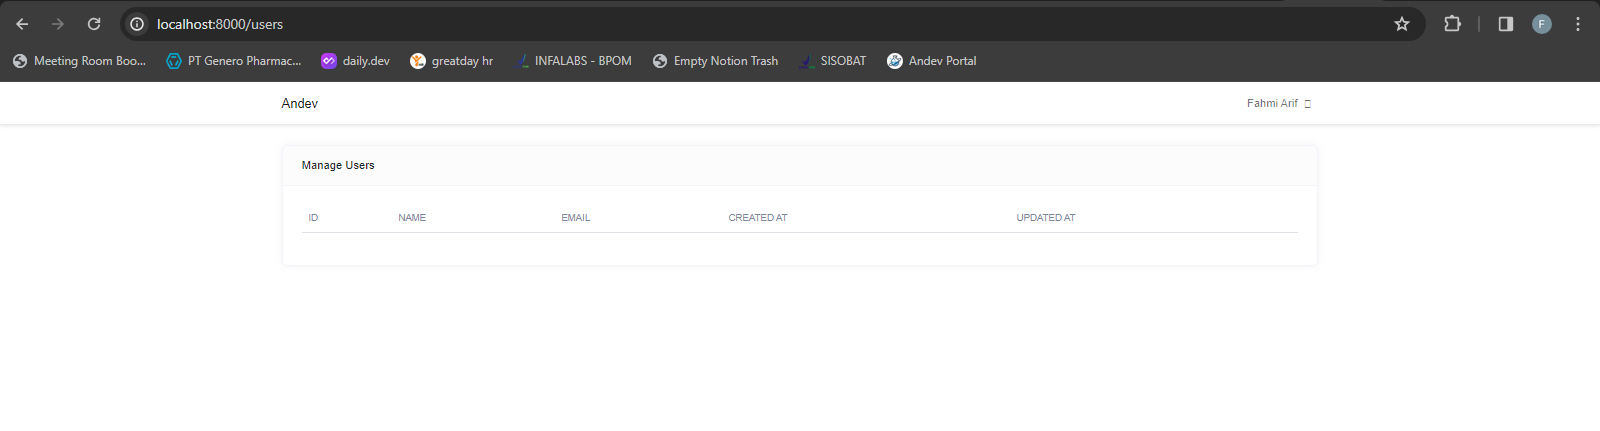 localhost:8000/users
F
Meeting Room Boo... PT Genero Pharmac... daily.dev greatday hr INFALABS - BPOM Empty Notion Trash SISOBAT Andev Portal
Andev Fahmi Arif
Manage Users
ID NAME EMAIL CREATED AT UPDATED AT